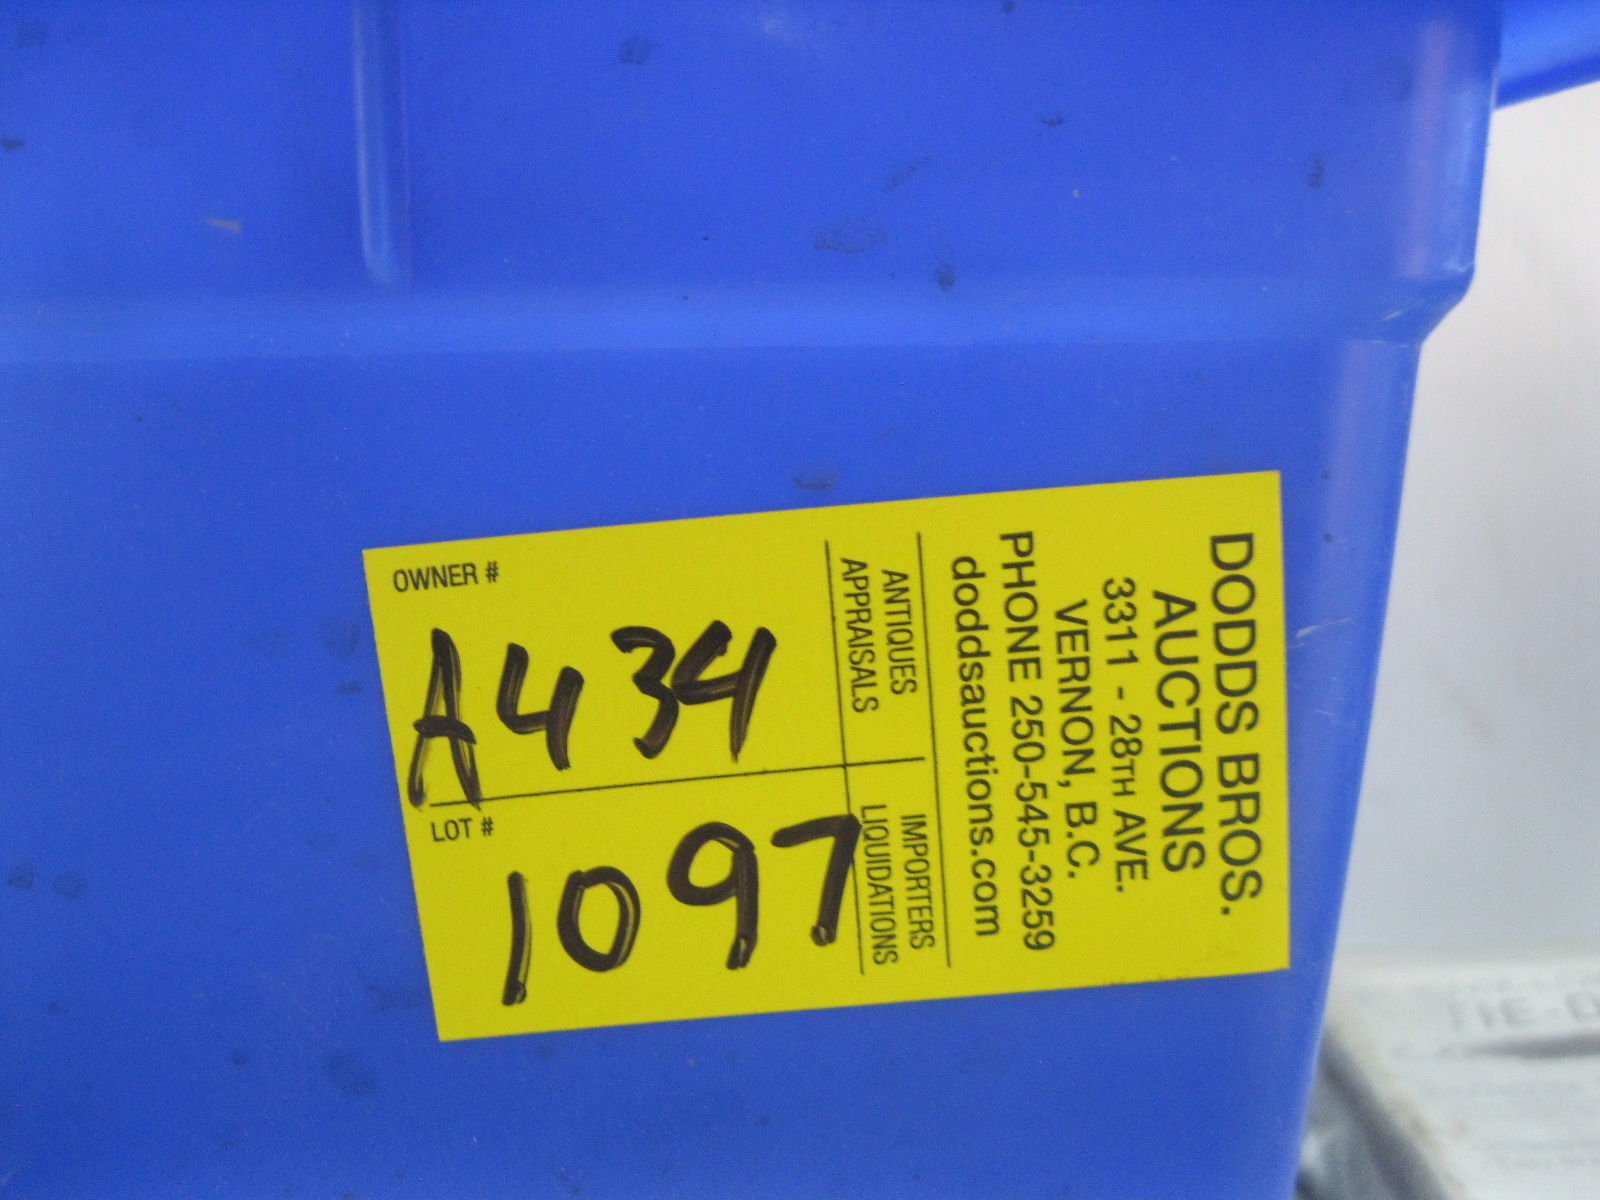 DODDS BROS.
AUCTIONS
3311 - 28TH AVE.
VERNON, B.C.
PHONE 250-545-3259
doddsauctions.com
ANTIQUES
APPRAISALS
IMPORTERS
LIQUIDATIONS
OWNER #
A434
LOT #
1097